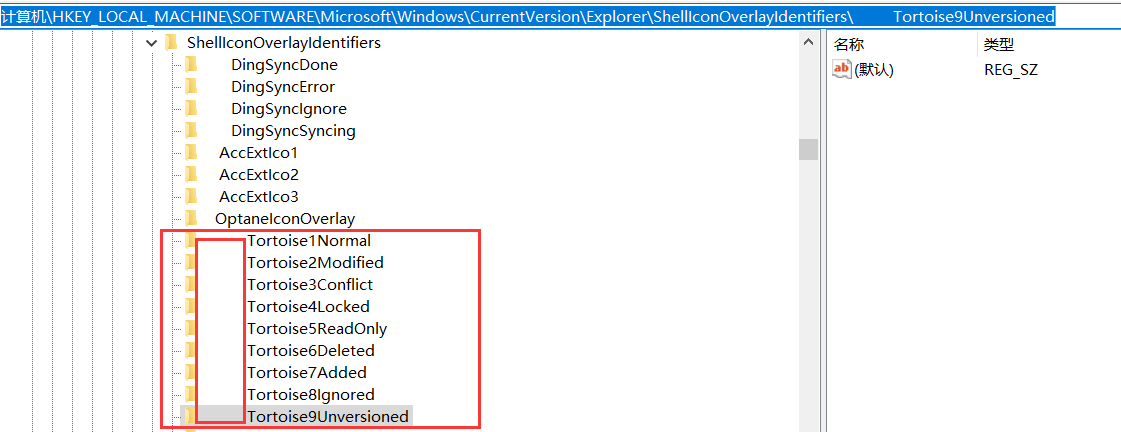 计算机\HKEY_LOCAL_MACHINE\SOFTWARE\Microsoft\Windows\CurrentVersion\Explorer\ShellIconOverlayIdentifiers\          Tortoise9Unversioned
ShellIconOverlayIdentifiers
DingSyncDone
DingSyncError
DingSyncIgnore
DingSyncSyncing
AccExtIco1
AccExtIco2
AccExtIco3
OptaneIconOverlay
Tortoise1Normal
Tortoise2Modified
Tortoise3Conflict
Tortoise4Locked
Tortoise5ReadOnly
Tortoise6Deleted
Tortoise7Added
Tortoise8Ignored
Tortoise9Unversioned
名称 类型
ab (默认) REG_SZ